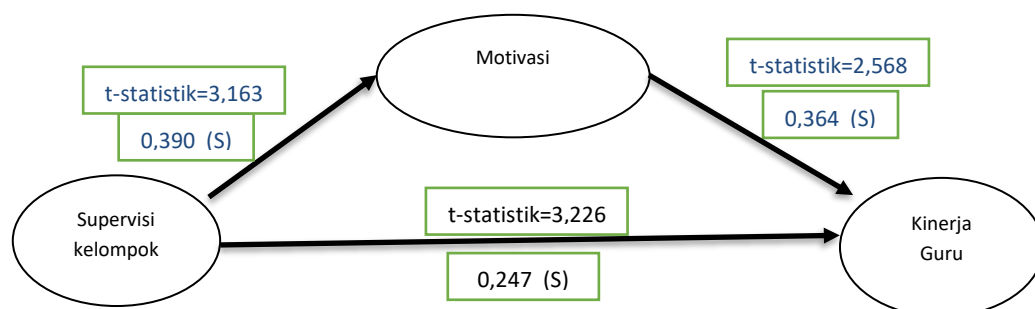 Motivasi
t-statistik=3,163
0,390 (S)
t-statistik=2,568
0,364 (S)
Supervisi
kelompok
t-statistik=3,226
0,247 (S)
Kinerja
Guru